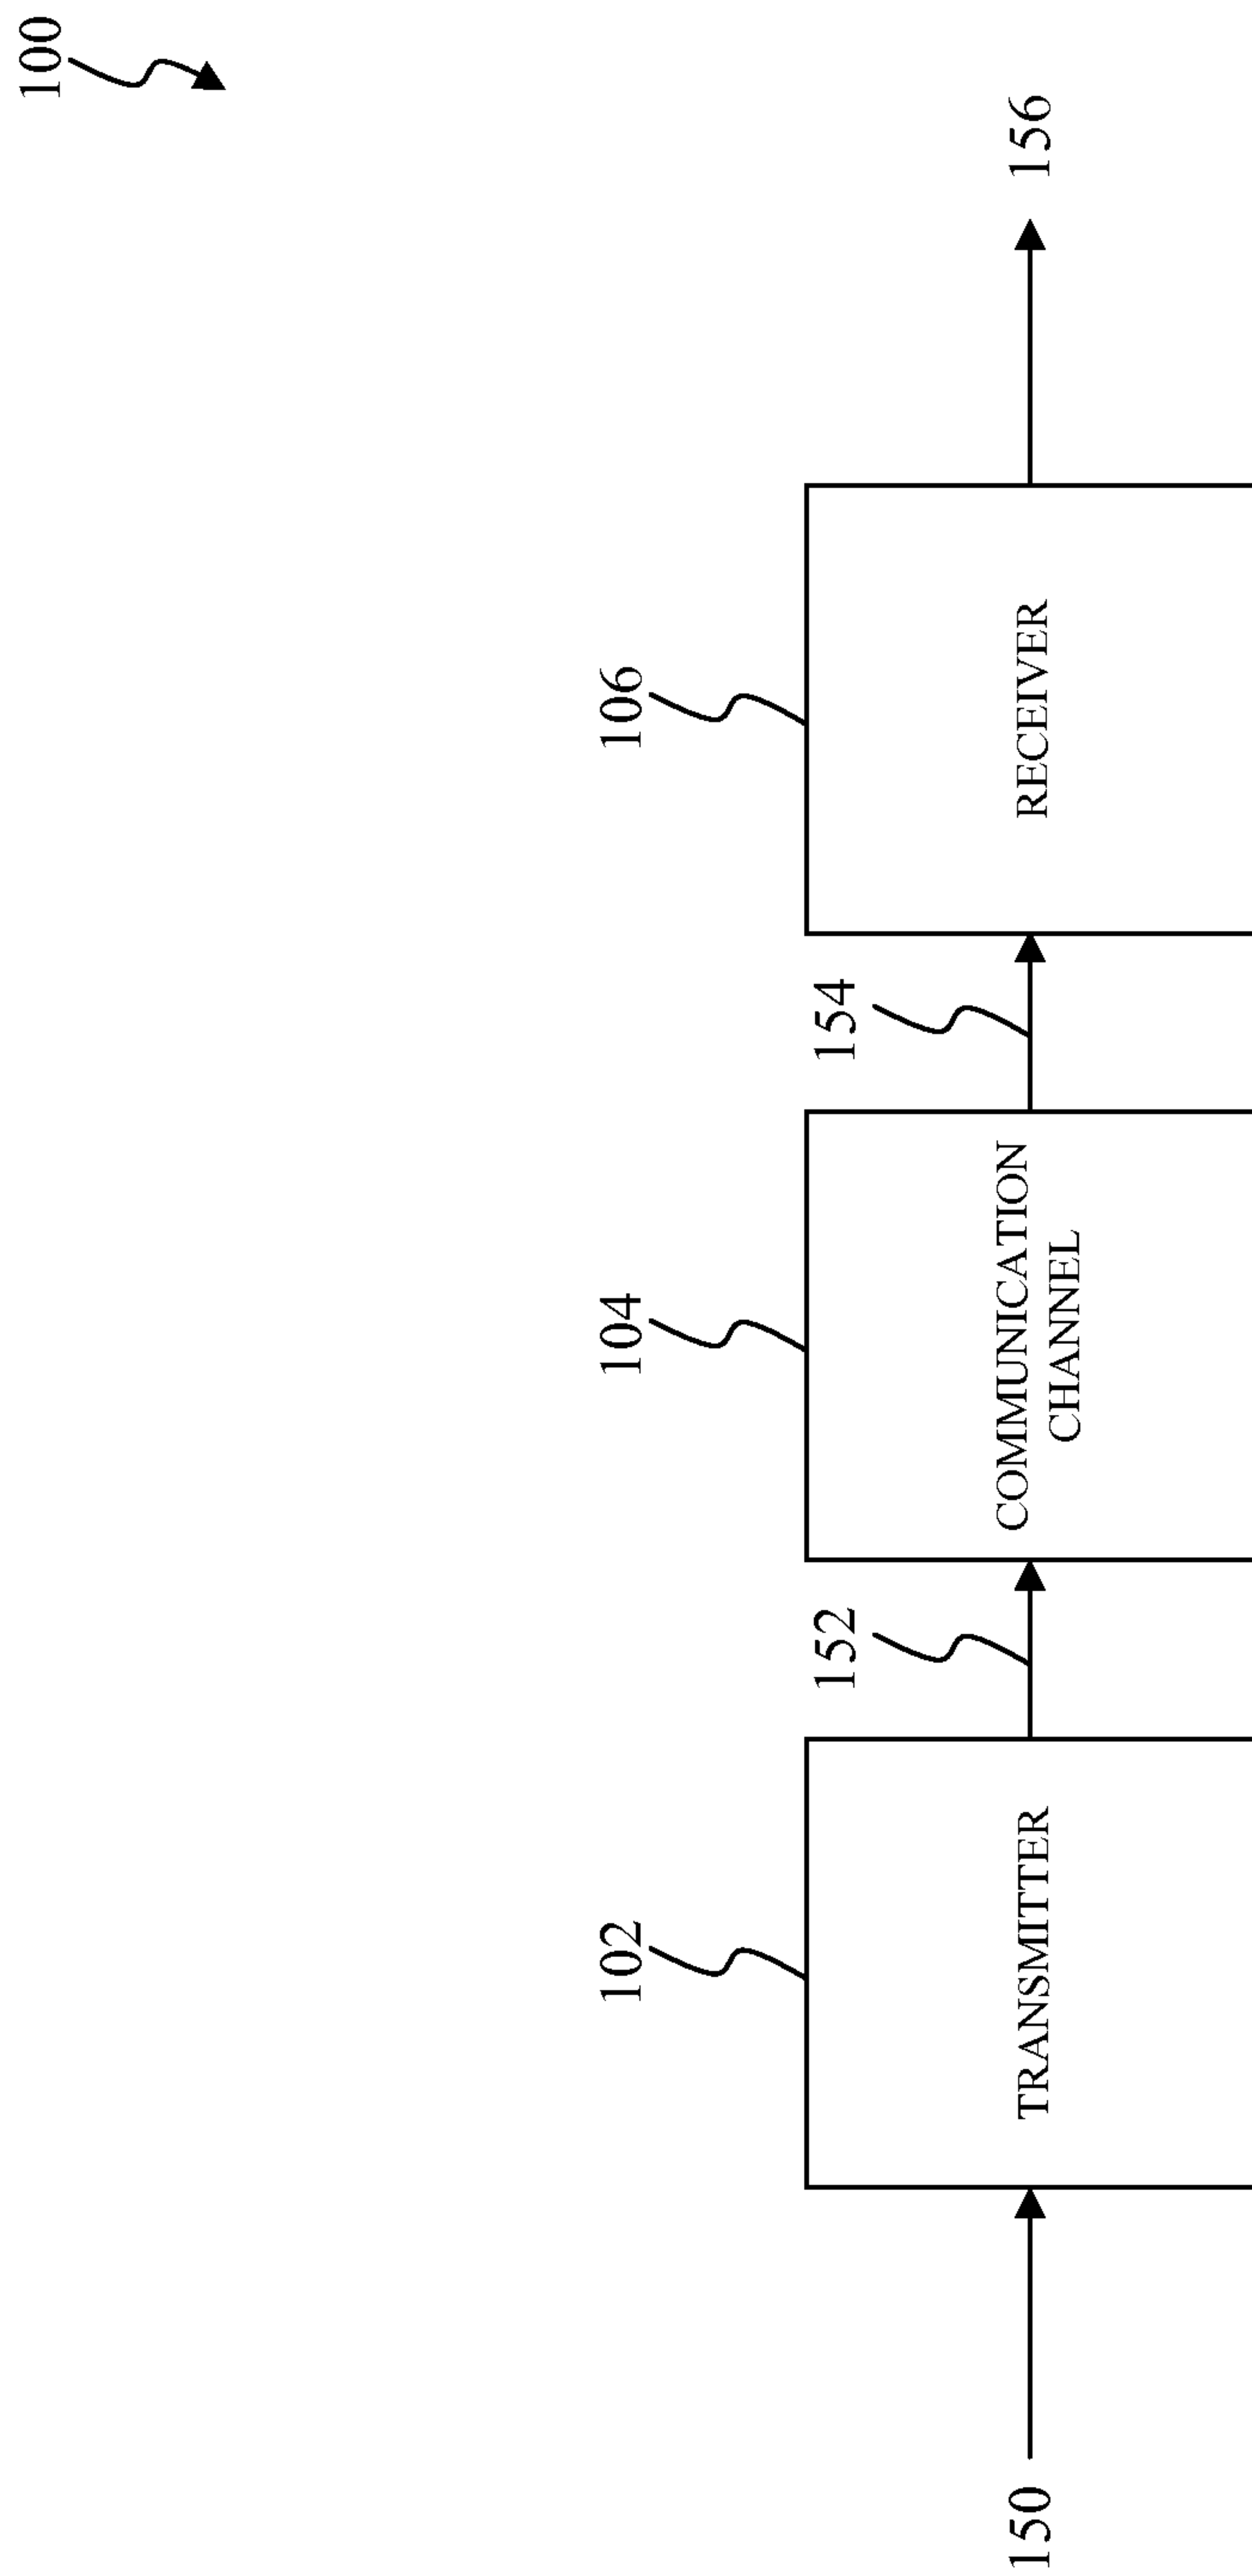 100
102
104
106
150
TRANSMITTER
152
COMMUNICATION
CHANNEL
154
RECEIVER
156